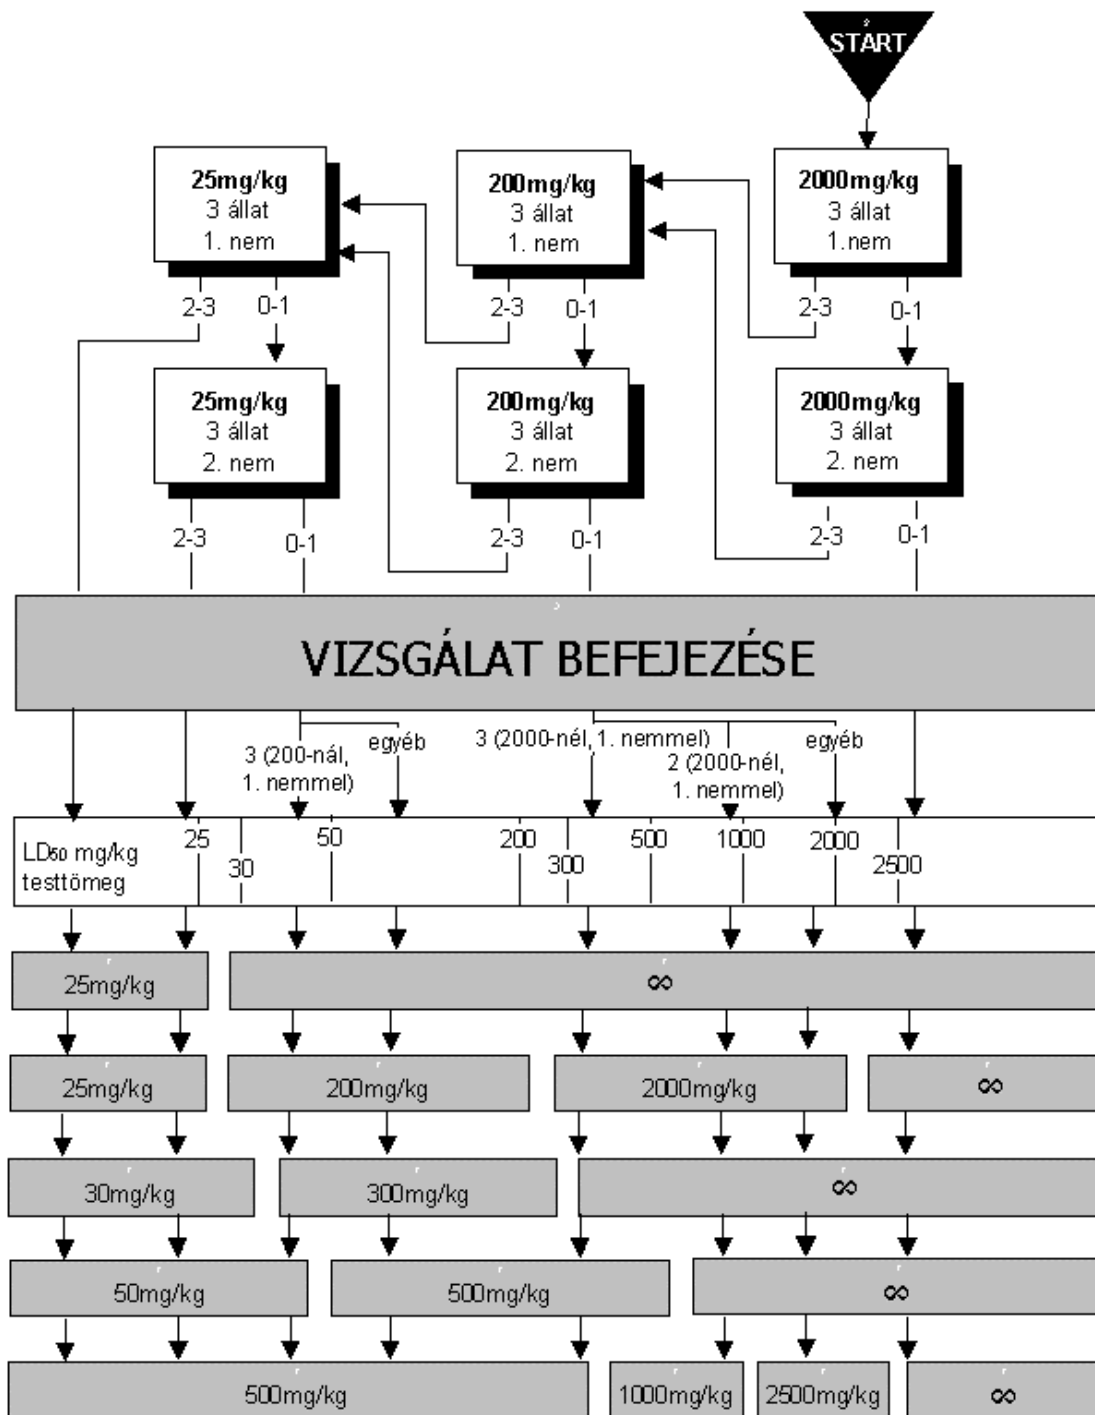 START
25mg/kg
3 állat
1. nem
200mg/kg
3 állat
1. nem
2000mg/kg
3 állat
1.nem
2-3
0-1
2-3
0-1
2-3
0-1
25mg/kg
3 állat
2. nem
200mg/kg
3 állat
2. nem
2000mg/kg
3 állat
2. nem
2-3
0-1
2-3
0-1
2-3
0-1
VIZSGÁLAT BEFEJEZÉSE
3 (200-nál,
1. nemmel)
egyéb
3 (2000-nél, 1. nemmel)
2 (2000-nél,
1. nemmel)
egyéb
LD50 mg/kg
testtömeg
25
30
50
200
300
500
1000
2000
2500
25mg/kg
∞
25mg/kg
200mg/kg
2000mg/kg
∞
30mg/kg
300mg/kg
∞
50mg/kg
500mg/kg
∞
500mg/kg
1000mg/kg
2500mg/kg
∞